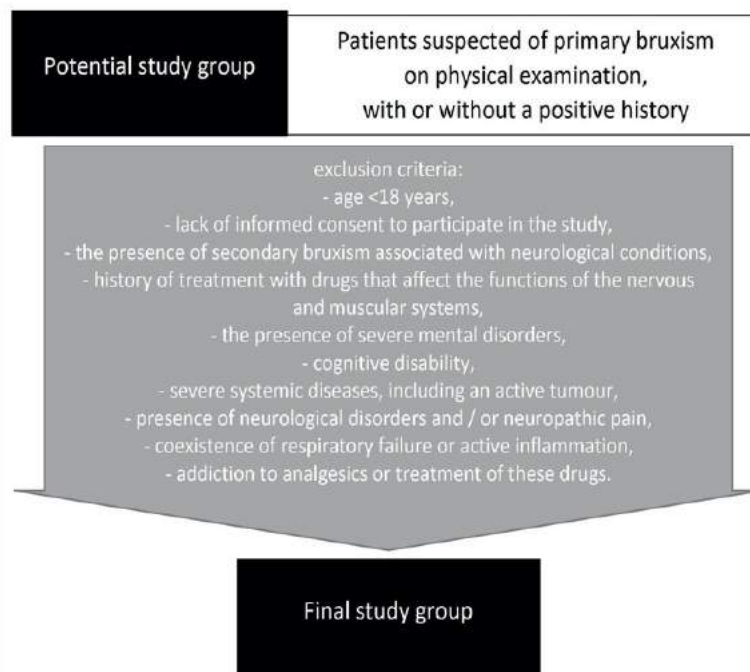 Potential study group
Patients suspected of primary bruxism
on physical examination,
with or without a positive history
exclusion criteria:
- age <18 years,
- lack of informed consent to participate in the study,
- the presence of secondary bruxism associated with neurological conditions,
- history of treatment with drugs that affect the functions of the nervous
and muscular systems,
- the presence of severe mental disorders,
- cognitive disability,
- severe systemic diseases, including an active tumour,
- presence of neurological disorders and / or neuropathic pain,
- coexistence of respiratory failure or active inflammation,
- addiction to analgesics or treatment of these drugs.
Final study group